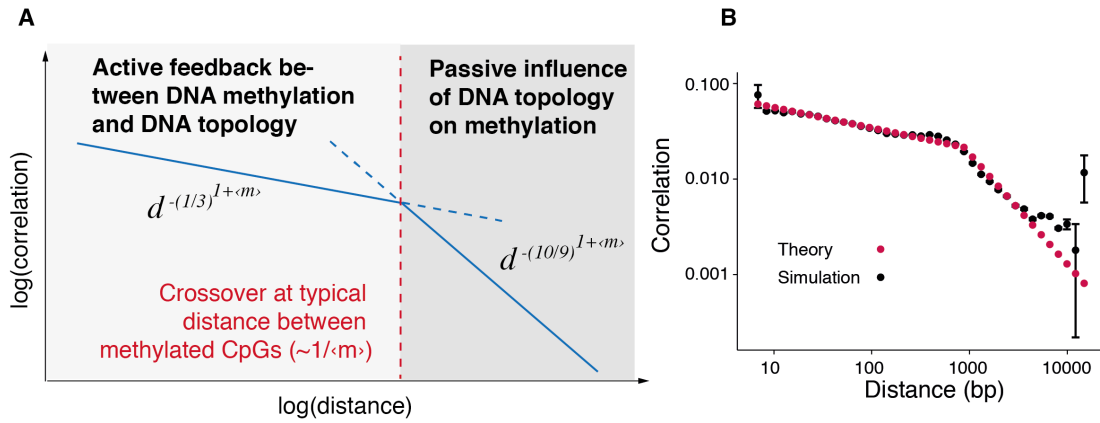 A
Active feedback be-
tween DNA methylation
and DNA topology
Passive influence
of DNA topology
on methylation
d-(1/3)1+‹m›
d-(10/9)1+‹m›
Crossover at typical
distance between
methylated CpGs (~1/‹m›)
log(correlation)
log(distance)
B
0.100
0.010
0.001
Correlation
Theory
Simulation
10
100
1000
10000
Distance (bp)